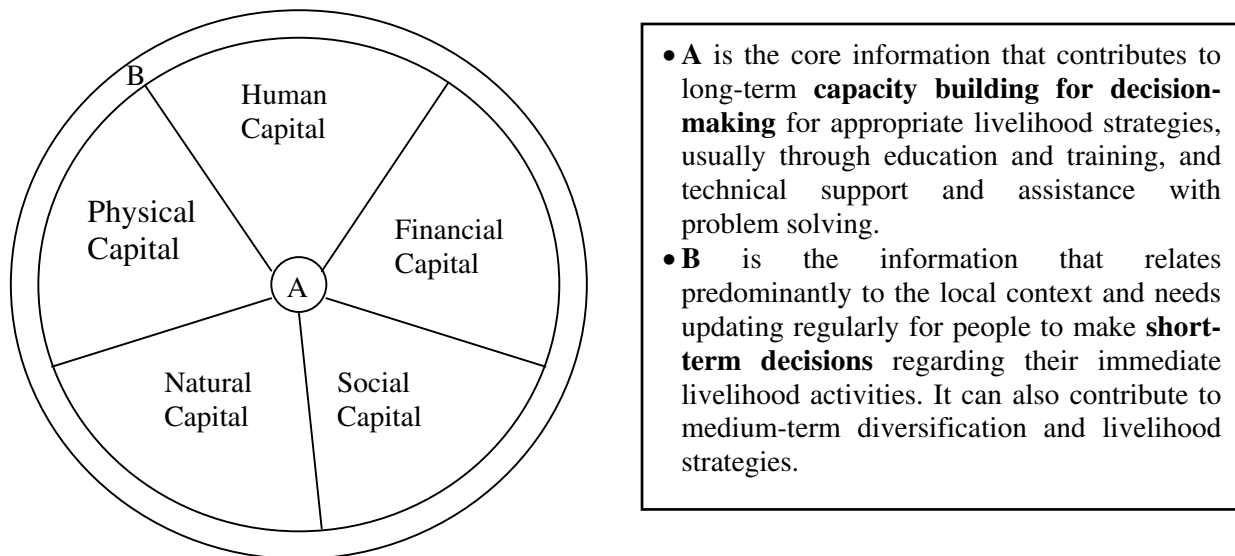 B
Human
Capital
Physical
Capital
Financial
Capital
A
Natural
Capital
Social
Capital
• A is the core information that contributes to
long-term capacity building for decision-
making for appropriate livelihood strategies,
usually through education and training, and
technical support and assistance with
problem solving.
• B is the information that relates
predominantly to the local context and needs
updating regularly for people to make short-
term decisions regarding their immediate
livelihood activities. It can also contribute to
medium-term diversification and livelihood
strategies.